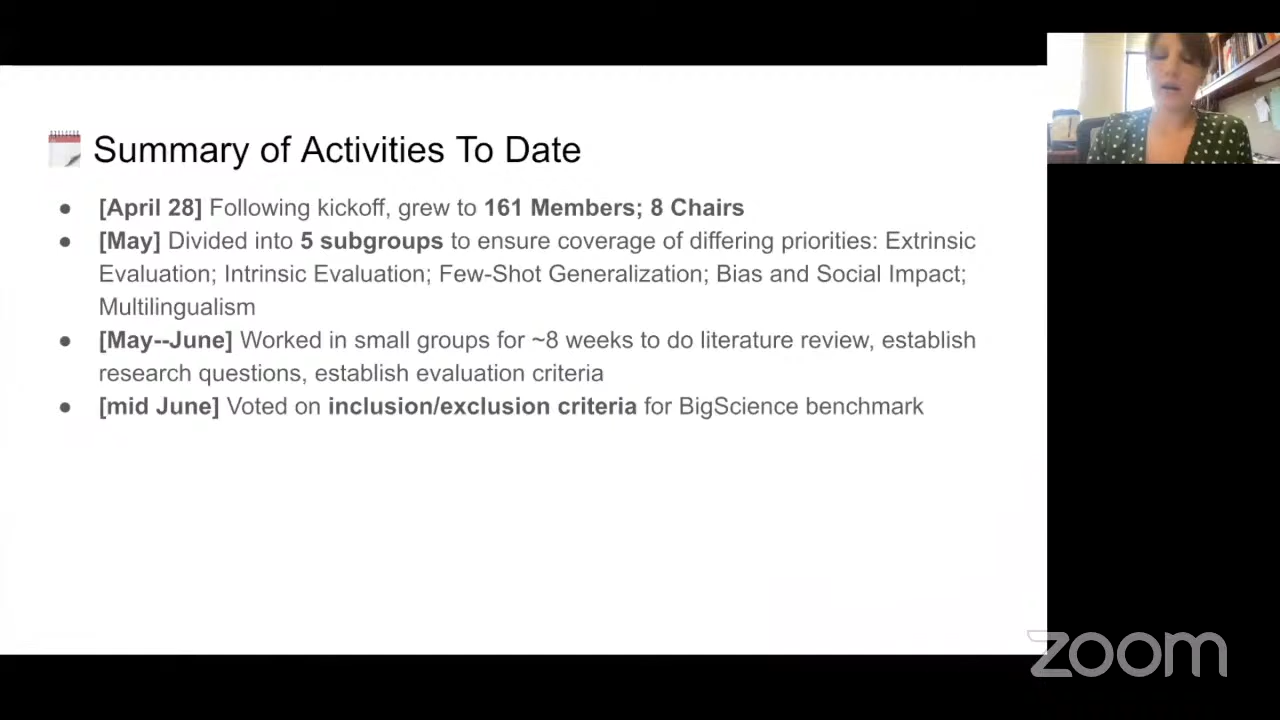 Summary of Activities To Date
● [April 28] Following kickoff, grew to 161 Members; 8 Chairs
● [May] Divided into 5 subgroups to ensure coverage of differing priorities: Extrinsic
Evaluation; Intrinsic Evaluation; Few-Shot Generalization; Bias and Social Impact;
Multilingualism
● [May--June] Worked in small groups for ~8 weeks to do literature review, establish
research questions, establish evaluation criteria
● [mid June] Voted on inclusion/exclusion criteria for BigScience benchmark
zoom